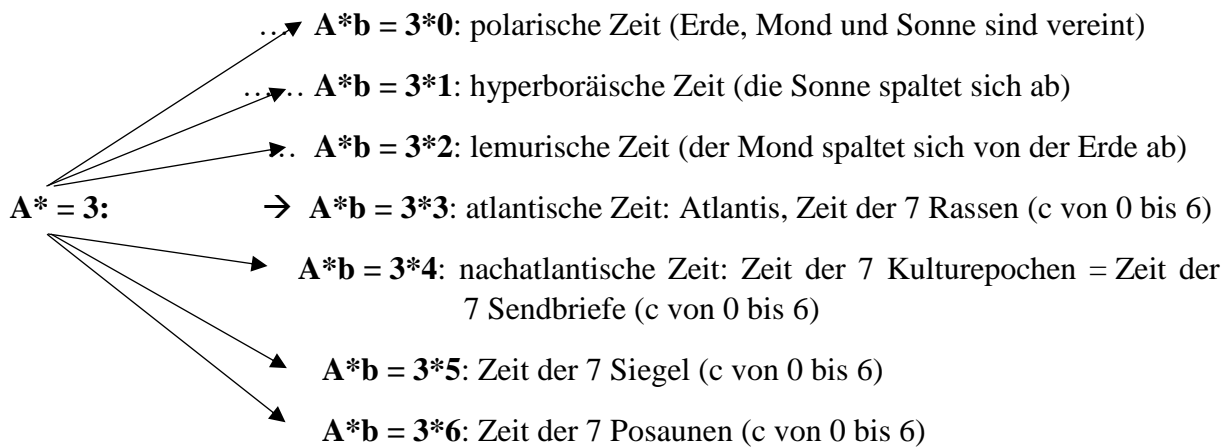 … A*b = 3*0: polarische Zeit (Erde, Mond und Sonne sind vereint)
…… A*b = 3*1: hyperboräische Zeit (die Sonne spaltet sich ab)
… A*b = 3*2: lemurische Zeit (der Mond spaltet sich von der Erde ab)
A* = 3: → A*b = 3*3: atlantische Zeit: Atlantis, Zeit der 7 Rassen (c von 0 bis 6)
A*b = 3*4: nachatlantische Zeit: Zeit der 7 Kulturepochen = Zeit der
7 Sendbriefe (c von 0 bis 6)
A*b = 3*5: Zeit der 7 Siegel (c von 0 bis 6)
A*b = 3*6: Zeit der 7 Posaunen (c von 0 bis 6)